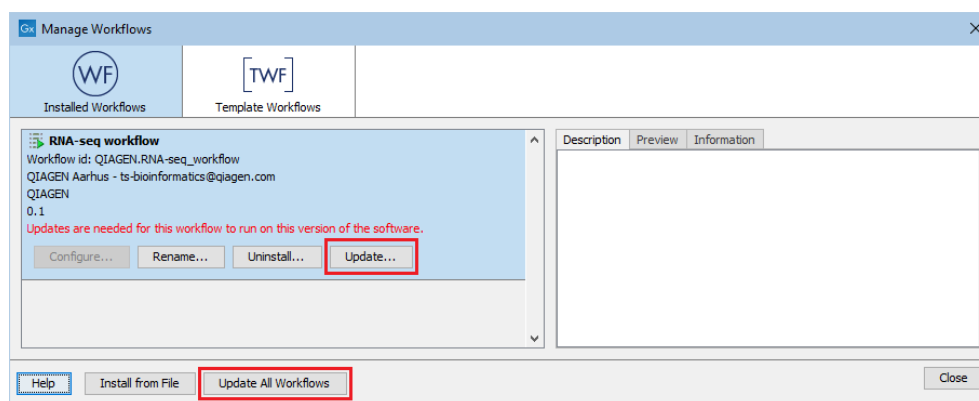 Gx Manage Workflows
WF
TWF
Installed Workflows
Template Workflows
RNA-seq workflow
Workflow id: QIAGEN.RNA-seq_workflow
QIAGEN Aarhus - ts-bioinformatics@qiagen.com
QIAGEN
0.1
Updates are needed for this workflow to run on this version of the software.
Configure... Rename... Uninstall... Update...
Description Preview Information
Help Install from File Update All Workflows Close